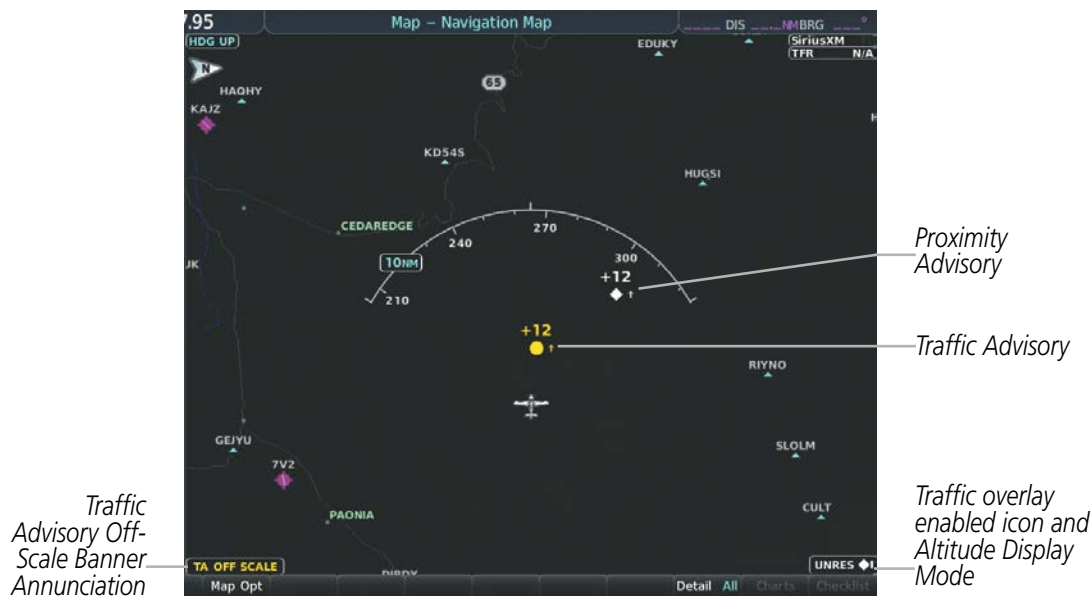 7.95
Map – Navigation Map
DIS
NM BRG
HDG UP
EDUKY
SiriusXM
TFR N/A
N
65
HAQHY
KAJZ
KD54S
HUGSI
CEDAREDGE
270
240
300
10NM
+12
210
Proximity
Advisory
+12
Traffic Advisory
RIYNO
GEJYU
SLOLM
7V2
CULT
PAONIA
Traffic
Advisory Off-
Scale Banner
Annunciation
TA OFF SCALE
UNRES
Traffic overlay
enabled icon and
Altitude Display
Mode
Map Opt
Detail All
Charts
Checklist